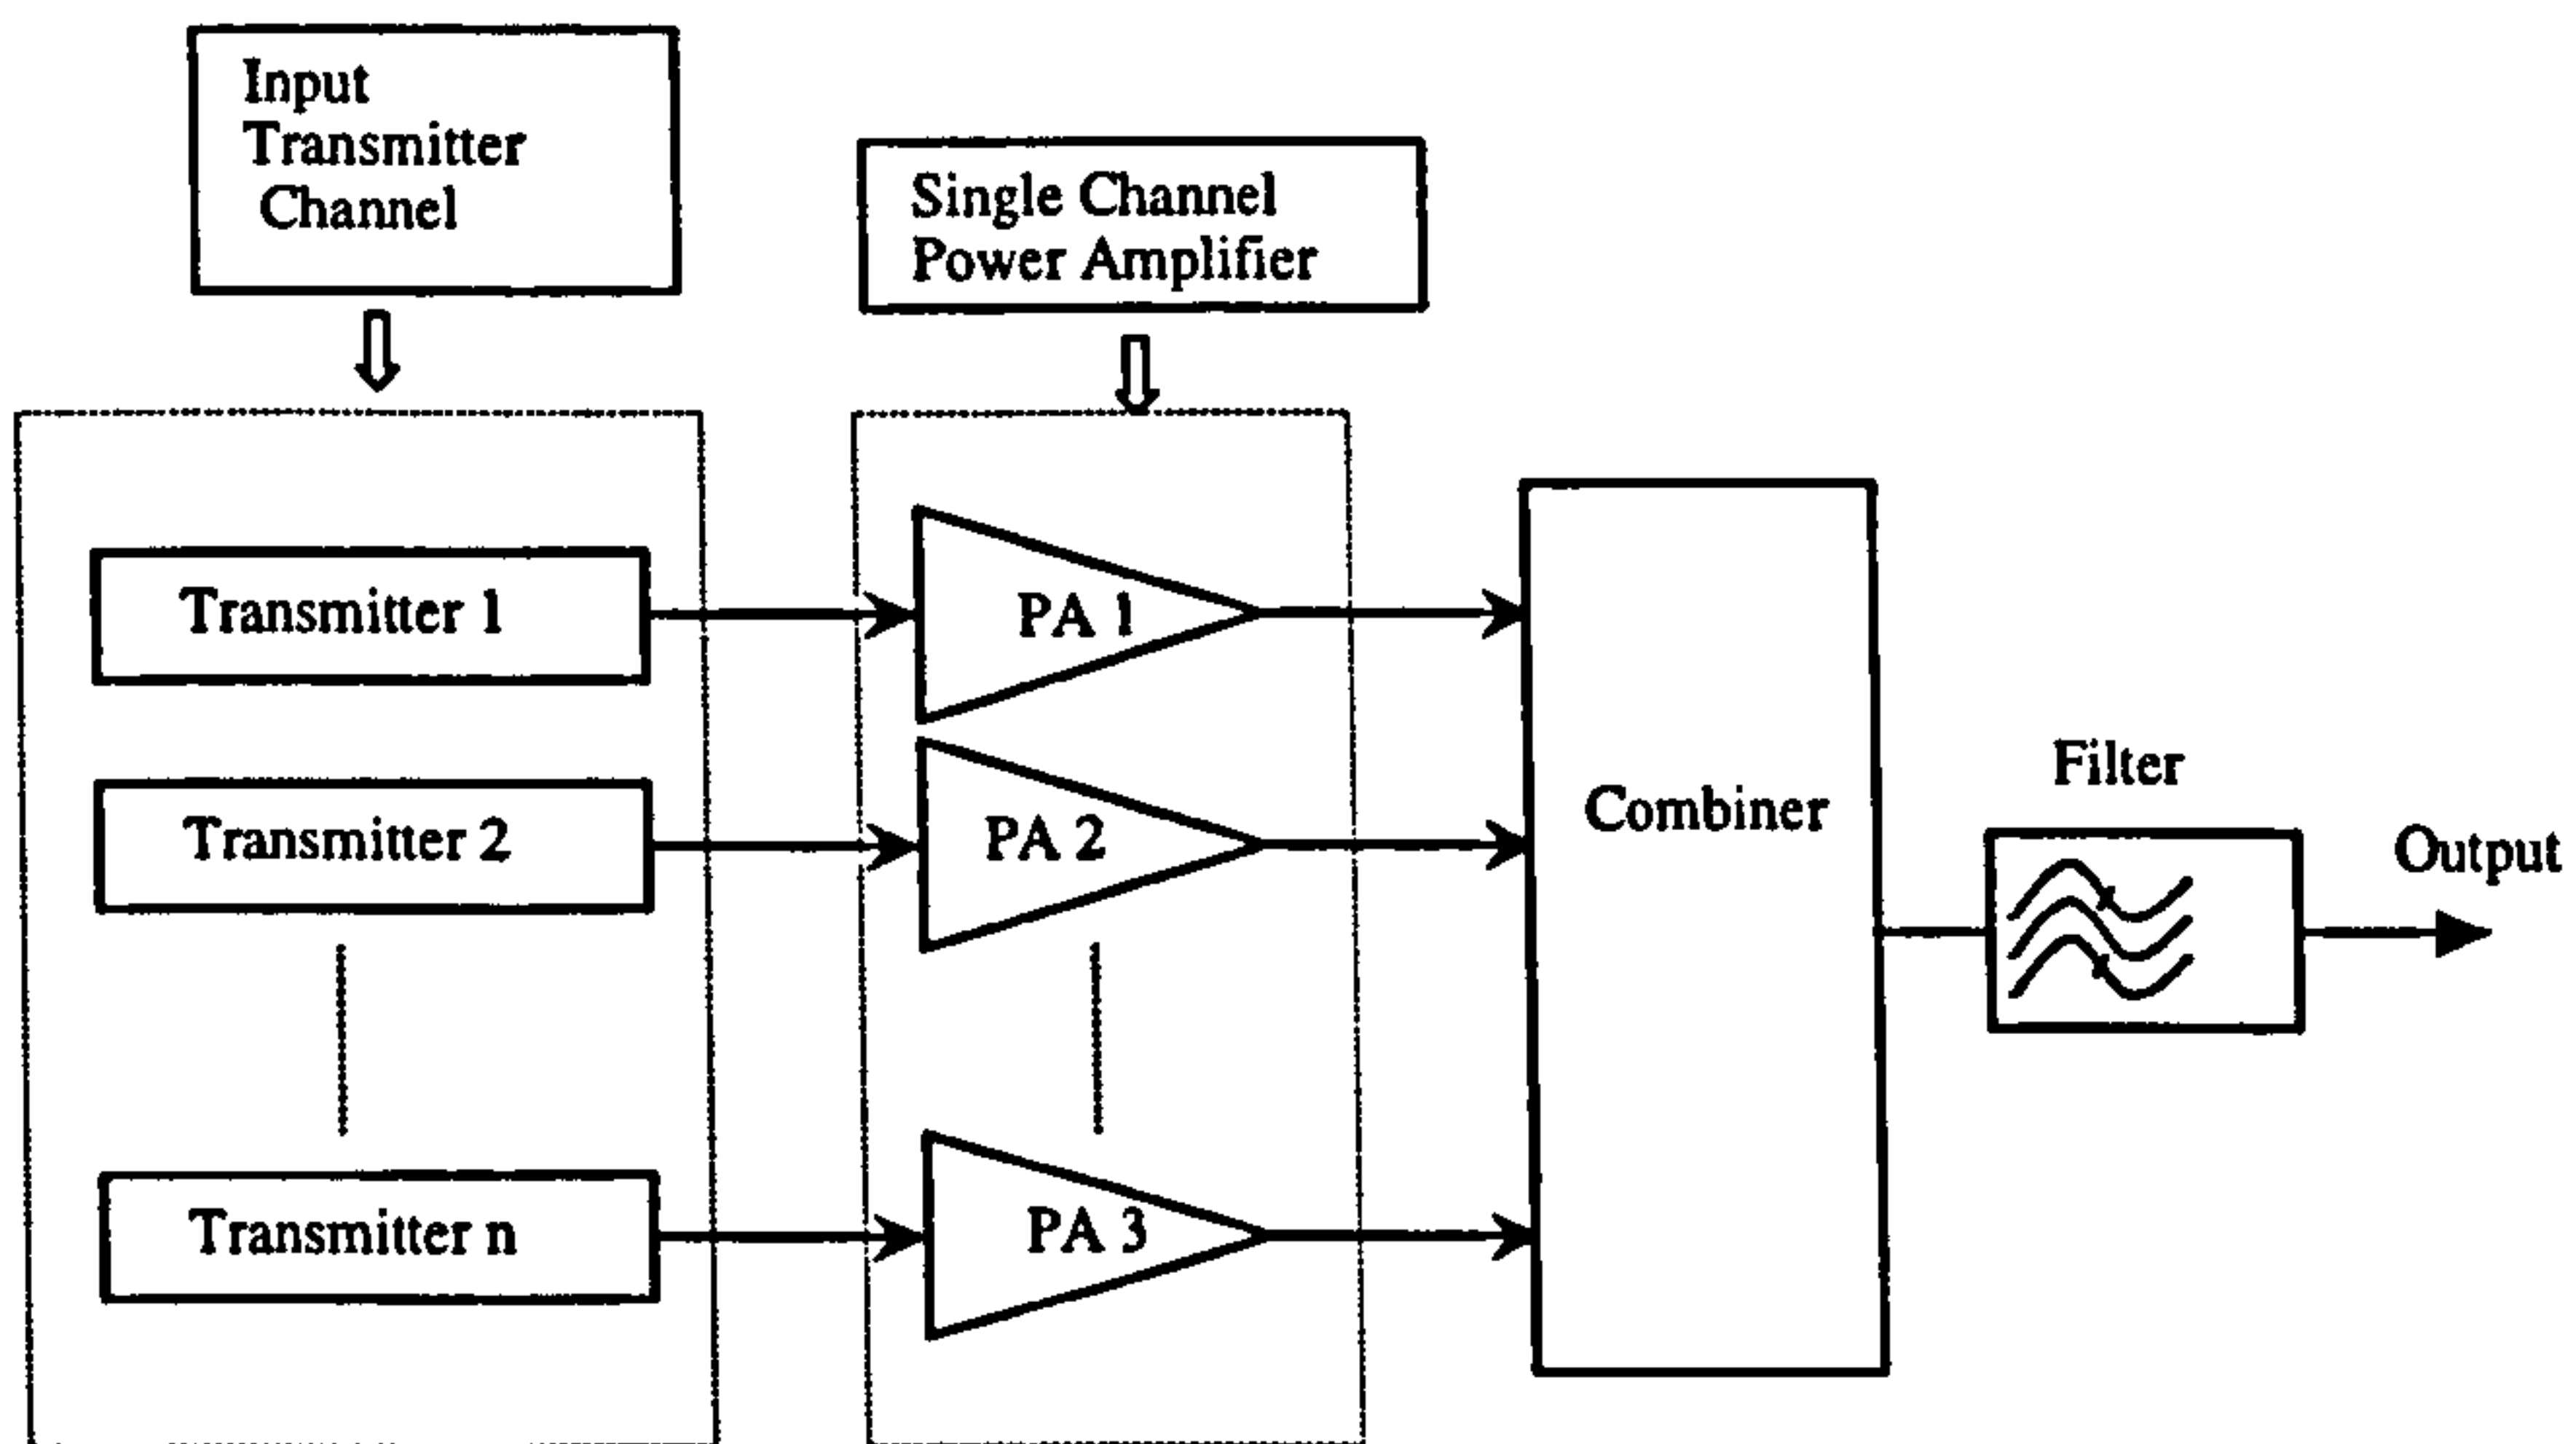 Input
Transmitter
Channel
Single Channel
Power Amplifier
Transmitter 1
PA 1
Transmitter 2
PA 2
Combiner
Filter
Output
Transmitter n
PA 3